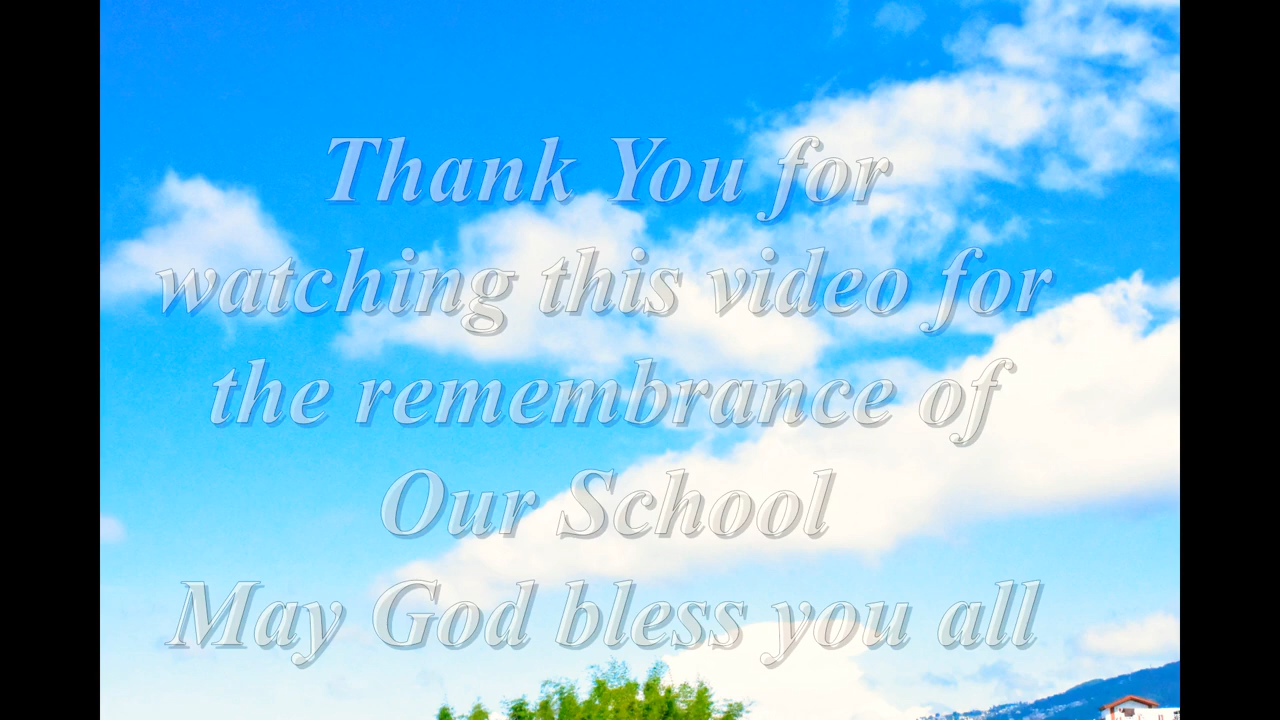 Thank You for
watching this video for
the remembrance of
Our School
May God bless you all